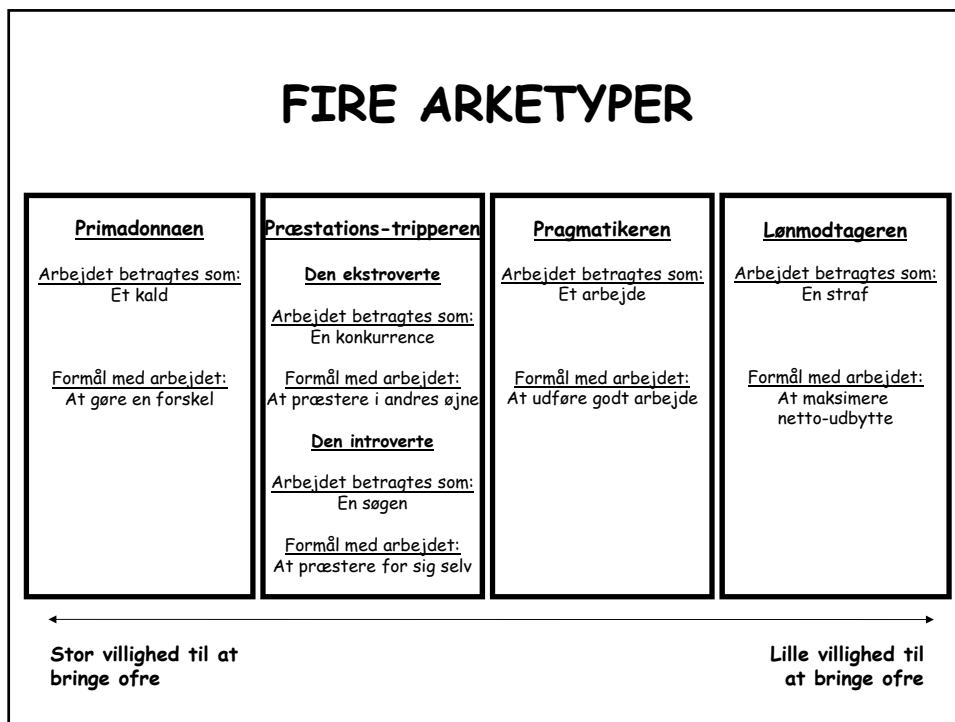 FIRE ARKETYPER
Primadonnaen
Arbejdet betragtes som:
Et kald
Formål med arbejdet:
At gøre en forskel
Præstations-tripperen
Den ekstroverte
Arbejdet betragtes som:
En konkurrence
Formål med arbejdet:
At præstere i andres øjne
Den introverte
Arbejdet betragtes som:
En søgen
Formål med arbejdet:
At præstere for sig selv
Pragmatikeren
Arbejdet betragtes som:
Et arbejde
Formål med arbejdet:
At udføre godt arbejde
Lønmodtageren
Arbejdet betragtes som:
En straf
Formål med arbejdet:
At maksimere
netto-udbytte
Stor villighed til at
bringe ofre
Lille villighed til
at bringe ofre